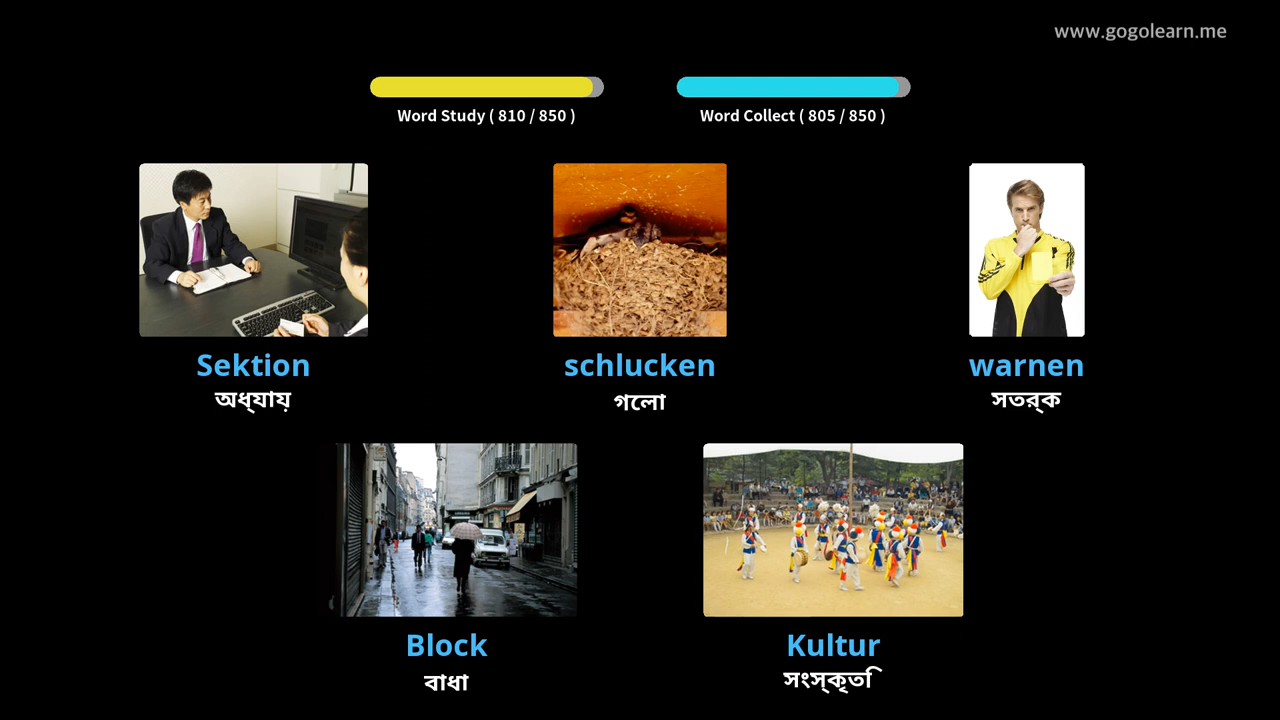 www.gogolearn.me
Word Study ( 810 / 850 )
Word Collect ( 805 / 850 )
Sektion
অধ্যায়
schlucken
গলো
warnen
সতর্ক
Block
বাধা
Kultur
সংস্কৃতি